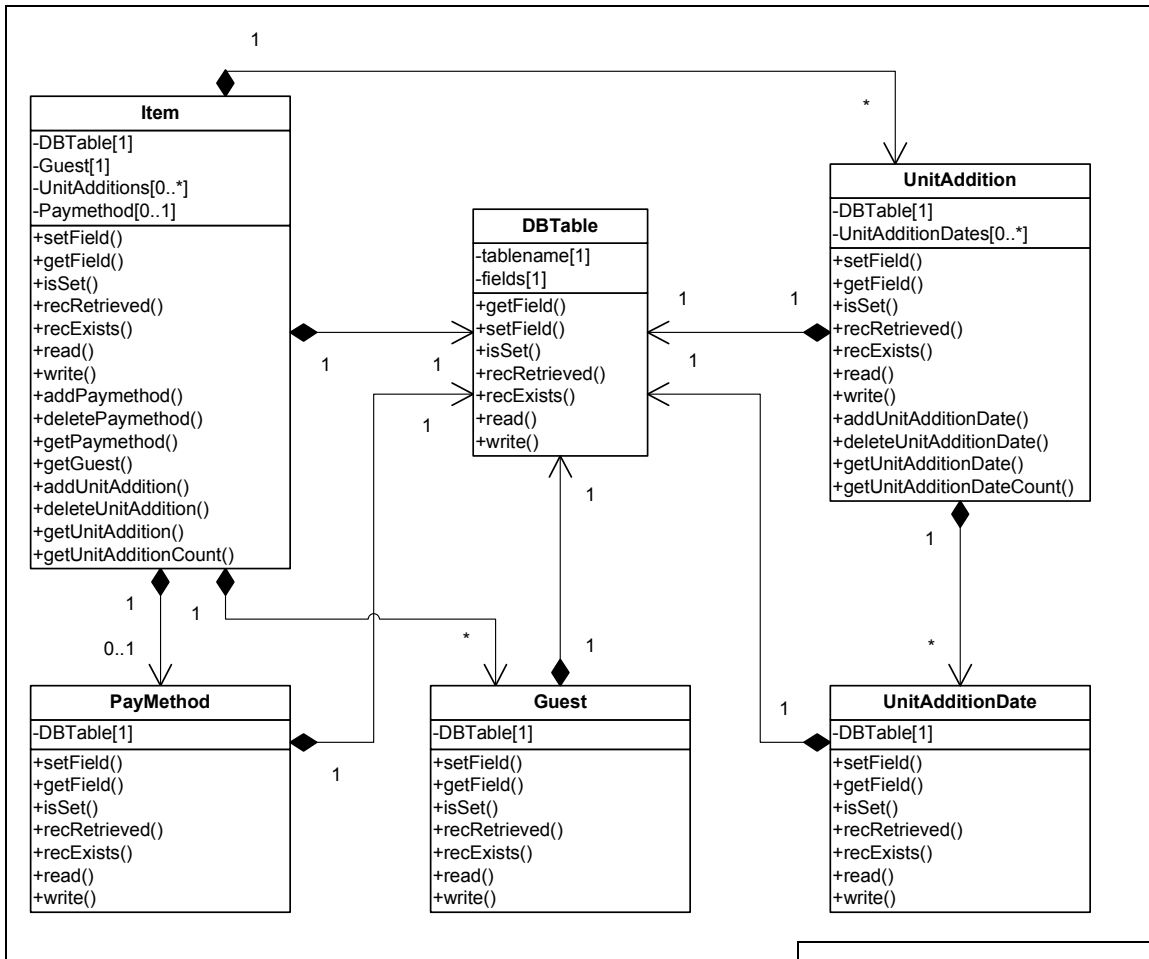 1
*
Item
-DBTable[1]
-Guest[1]
-UnitAdditions[0..*]
-Paymethod[0..1]
+setField()
+getField()
+isSet()
+recRetrieved()
+recExists()
+read()
+write()
+addPaymethod()
+deletePaymethod()
+getPaymethod()
+getGuest()
+addUnitAddition()
+deleteUnitAddition()
+getUnitAddition()
+getUnitAdditionCount()
1
1
1
DBTable
-tablename[1]
-fields[1]
+getField()
+setField()
+isSet()
+recRetrieved()
+recExists()
+read()
+write()
1
1
1
1
1
UnitAddition
-DBTable[1]
-UnitAdditionDates[0..*]
+setField()
+getField()
+isSet()
+recRetrieved()
+recExists()
+read()
+write()
+addUnitAdditionDate()
+deleteUnitAdditionDate()
+getUnitAdditionDate()
+getUnitAdditionDateCount()
1
0..1
1
*
1
1
*
PayMethod
-DBTable[1]
+setField()
+getField()
+isSet()
+recRetrieved()
+recExists()
+read()
+write()
1
Guest
-DBTable[1]
+setField()
+getField()
+isSet()
+recRetrieved()
+recExists()
+read()
+write()
1
UnitAdditionDate
-DBTable[1]
+setField()
+getField()
+isSet()
+recRetrieved()
+recExists()
+read()
+write()